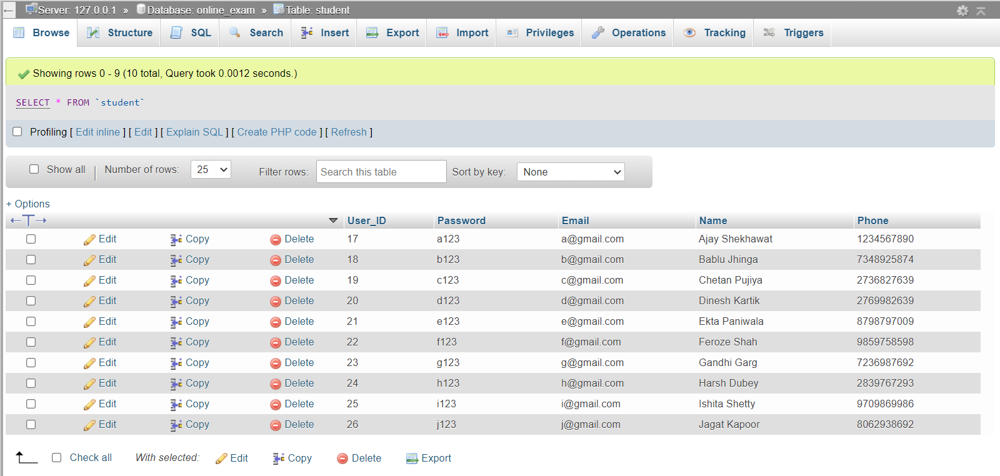 Server: 127.0.0.1 » Database: online_exam » Table: student
Browse Structure SQL Search Insert Export Import Privileges Operations Tracking Triggers
Showing rows 0 - 9 (10 total, Query took 0.0012 seconds.)
SELECT * FROM `student`
Profiling [ Edit inline ] [ Edit ] [ Explain SQL ] [ Create PHP code ] [ Refresh ]
Show all | Number of rows: 25 Filter rows: Search this table Sort by key: None
+ Options
←T→ User_ID Password Email Name Phone
Edit Copy Delete 17 a123 a@gmail.com Ajay Shekhawat 1234567890
Edit Copy Delete 18 b123 b@gmail.com Bablu Jhinga 7348925874
Edit Copy Delete 19 c123 c@gmail.com Chetan Pujiya 2736827639
Edit Copy Delete 20 d123 d@gmail.com Dinesh Kartik 2769982639
Edit Copy Delete 21 e123 e@gmail.com Ekta Paniwala 8798797009
Edit Copy Delete 22 f123 f@gmail.com Feroze Shah 9859758598
Edit Copy Delete 23 g123 g@gmail.com Gandhi Garg 7236987692
Edit Copy Delete 24 h123 h@gmail.com Harsh Dubey 2839767293
Edit Copy Delete 25 i123 i@gmail.com Ishita Shetty 9709869986
Edit Copy Delete 26 j123 j@gmail.com Jagat Kapoor 8062938692
Check all With selected: Edit Copy Delete Export